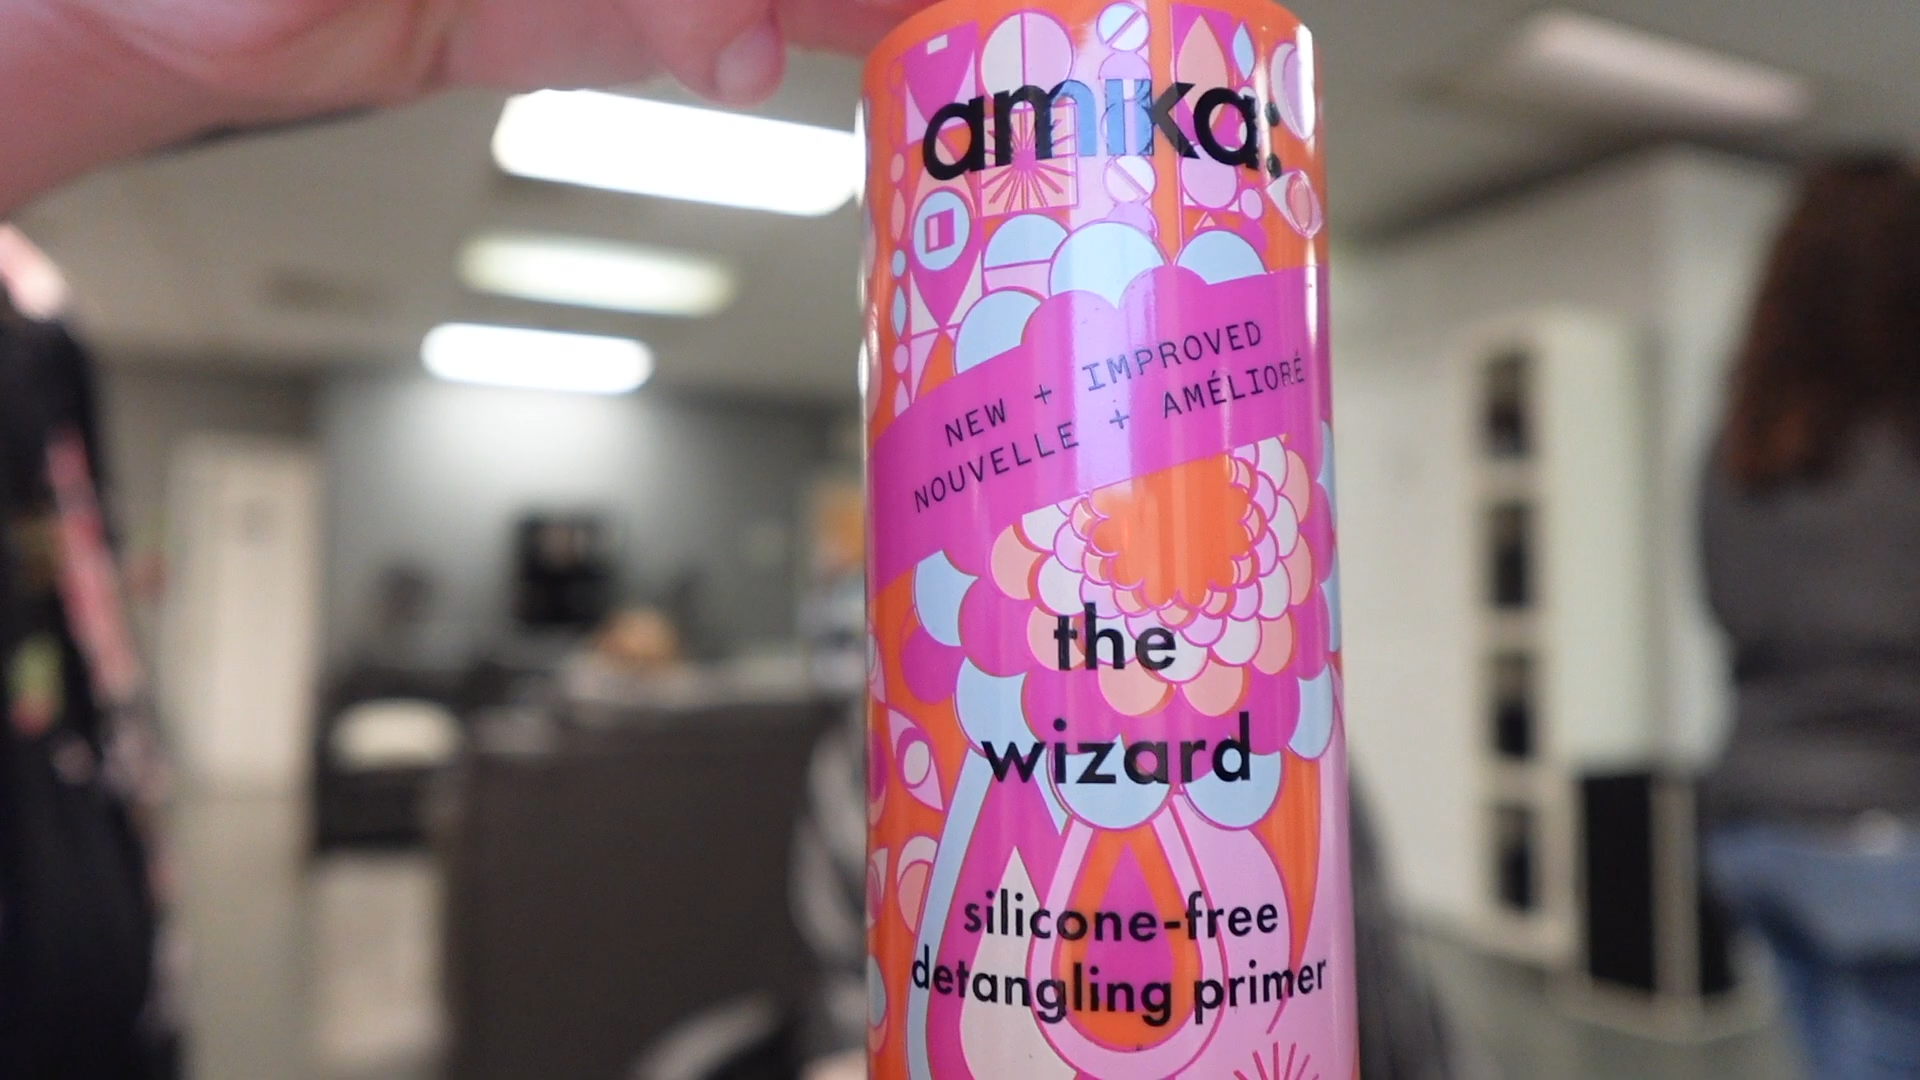 amika:
NEW + IMPROVED
NOUVELLE + AMÉLIORÉ
the
wizard
silicone-free
detangling primer